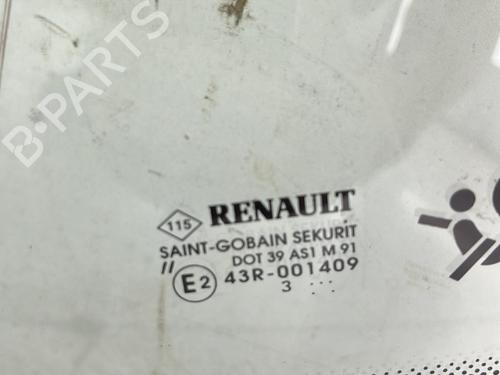 B-PARTS
115 RENAULT
SAINT-GOBAIN SEKURIT
DOT 39 AS1 M 91
// E2 43R-001409
3 ...